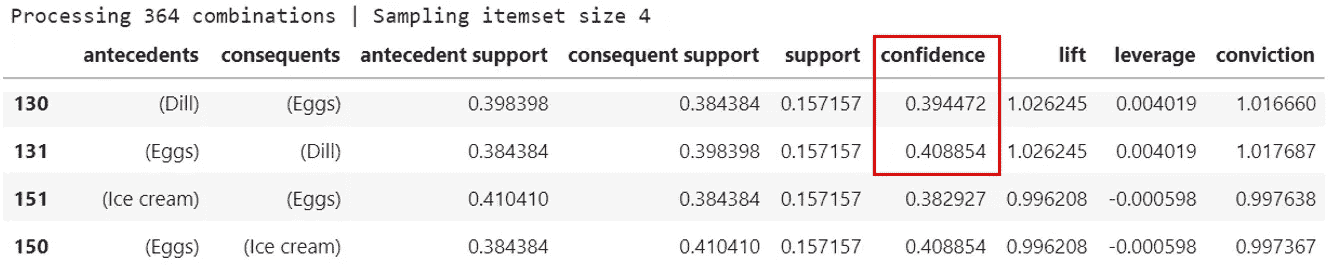 Processing 364 combinations | Sampling itemset size 4
antecedents consequents antecedent support consequent support support confidence lift leverage conviction
130 (Dill) (Eggs) 0.398398 0.384384 0.157157 0.394472 1.026245 0.004019 1.016660
131 (Eggs) (Dill) 0.384384 0.398398 0.157157 0.408854 1.026245 0.004019 1.017687
151 (Ice cream) (Eggs) 0.410410 0.384384 0.157157 0.382927 0.996208 -0.000598 0.997638
150 (Eggs) (Ice cream) 0.384384 0.410410 0.157157 0.408854 0.996208 -0.000598 0.997367